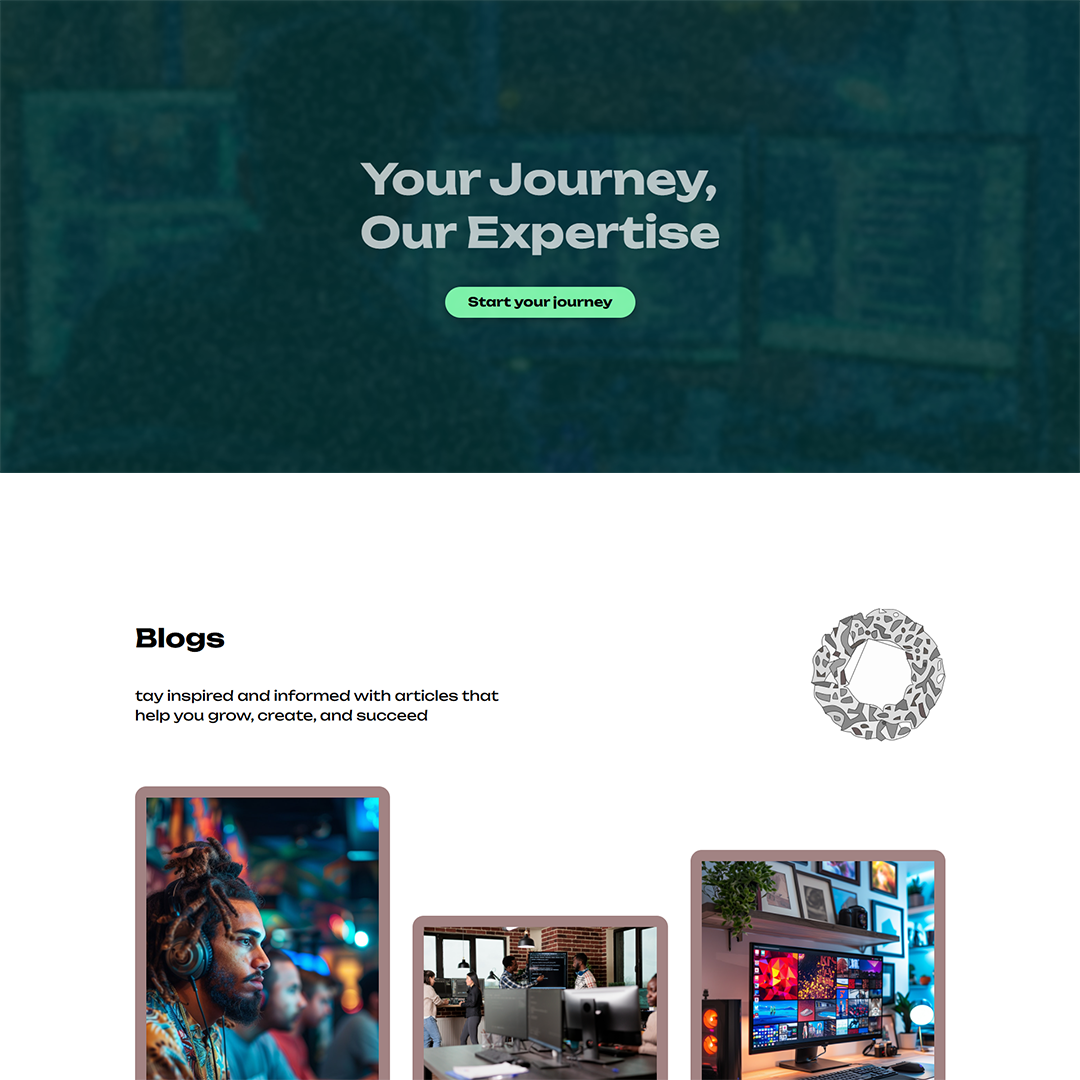 Your Journey,
Our Expertise
Start your journey
Blogs
tay inspired and informed with articles that
help you grow, create, and succeed